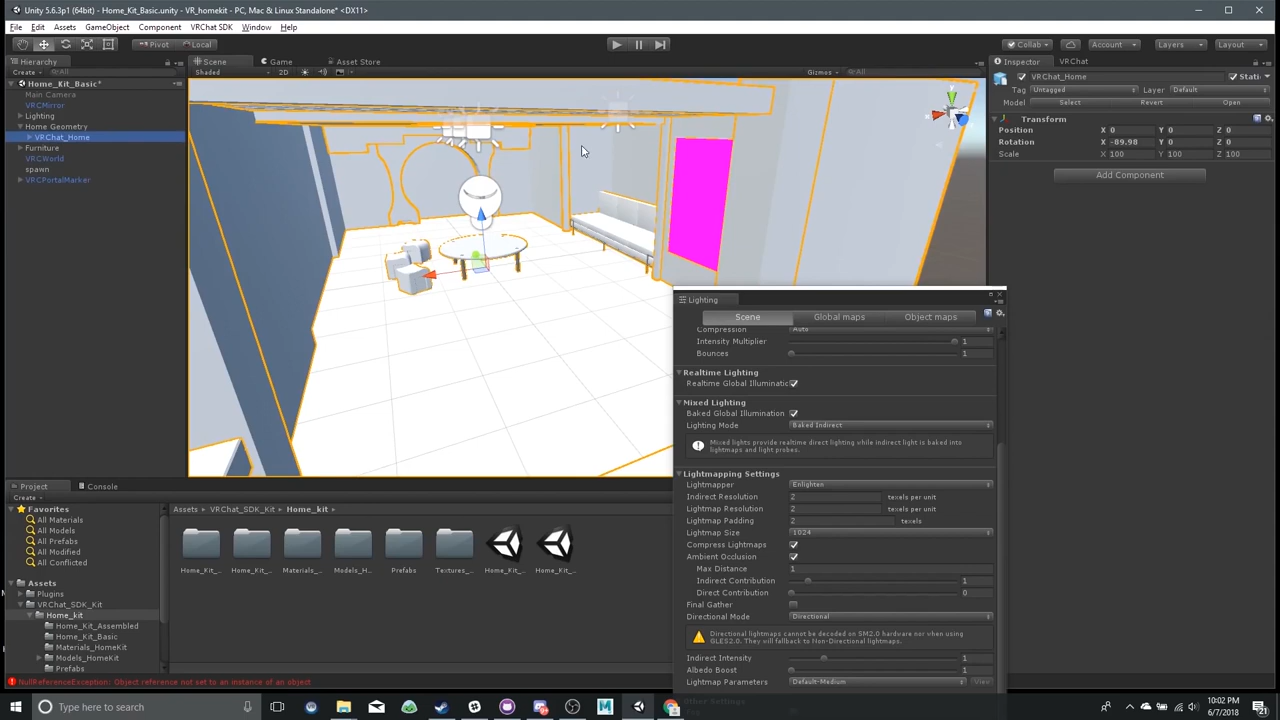 Unity 5.6.3p1 (64bit) - Home_Kit_Basic.unity - VR_homekit - PC, Mac & Linux Standalone* <DX11>
File Edit Assets GameObject Component VRChat SDK Window Help
Pivot Local Collab Account Layers Layout
Hierarchy
Create All
Home_Kit_Basic*
Main Camera
VRCMirror
Lighting
Home Geometry
VRChat_Home
Furniture
VRCWorld
spawn
VRCPortalMarker
Scene Game Asset Store
Shaded 2D Gizmos All
Inspector VRChat
VRChat_Home Stati
Tag Untagged Layer Default
Model Select Revert Open
Transform
Position X 0 Y 0 Z 0
Rotation X -89.98 Y 0 Z 0
Scale X 100 Y 100 Z 100
Add Component
Lighting
Scene Global maps Object maps
Compression Auto
Intensity Multiplier 1
Bounces 1
Realtime Lighting
Realtime Global Illuminatic
Mixed Lighting
Baked Global Illumination
Lighting Mode Baked Indirect
Mixed lights provide realtime direct lighting while indirect light is baked into
lightmaps and light probes.
Lightmapping Settings
Lightmapper Enlighten
Indirect Resolution 2 texels per unit
Lightmap Resolution 2 texels per unit
Lightmap Padding 2 texels
Lightmap Size 1024
Compress Lightmaps
Ambient Occlusion
Max Distance 1
Indirect Contribution 1
Direct Contribution 0
Final Gather
Directional Mode Directional
Directional lightmaps cannot be decoded on SM2.0 hardware nor when using
GLES2.0. They will fallback to Non-Directional lightmaps.
Indirect Intensity 1
Albedo Boost 1
Lightmap Parameters Default-Medium View
Other Settings
Project Console
Create
Favorites
All Materials
All Models
All Prefabs
All Modified
All Conflicted
Assets
Plugins
VRChat_SDK_Kit
Home_kit
Home_Kit_Assembled
Home_Kit_Basic
Materials_HomeKit
Models_HomeKit
Prefabs
Assets VRChat_SDK_Kit Home_kit
Home_Kit_... Home_Kit_... Materials_... Models_H... Prefabs Textures_... Home_Kit_... Home_Kit_...
NullReferenceException: Object reference not set to an instance of an object
Type here to search
10:02 PM
6/7/2018